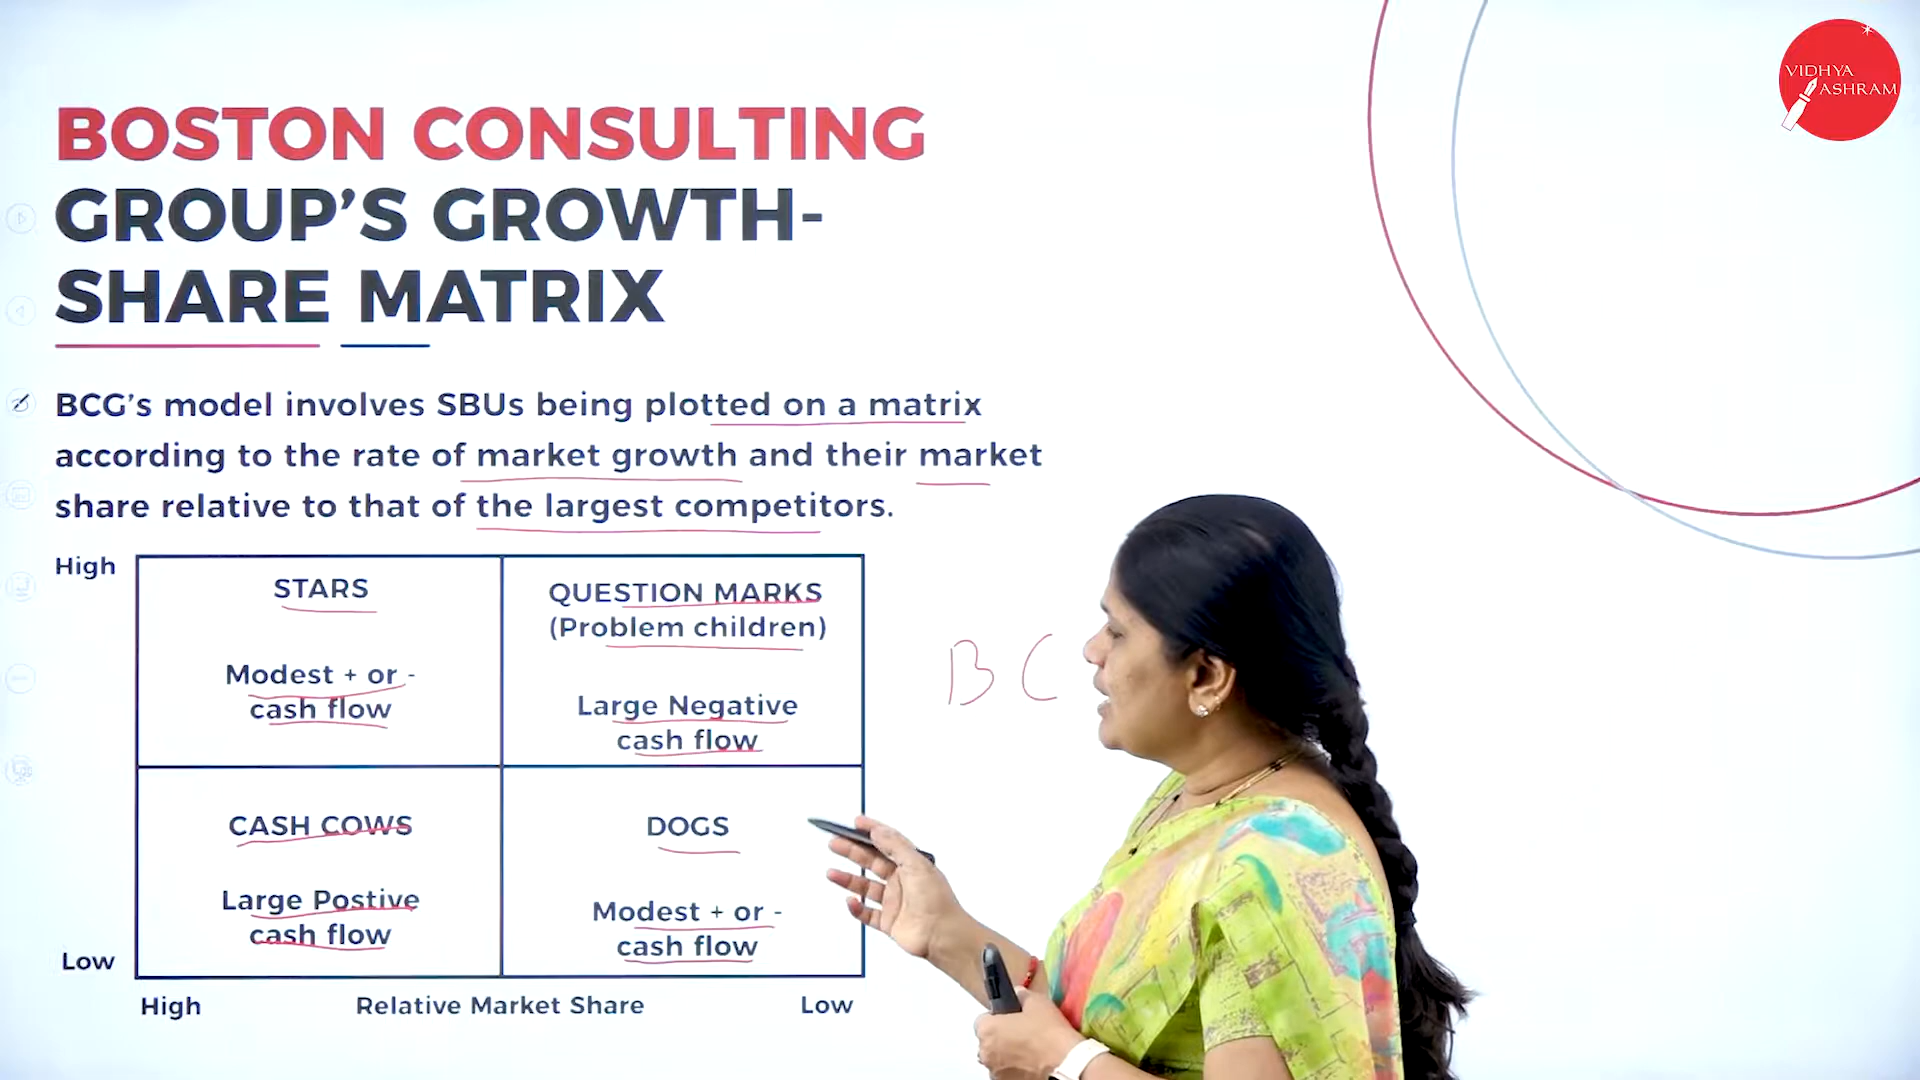 VIDHYA
ASHRAM
BOSTON CONSULTING
GROUP’S GROWTH-
SHARE MATRIX
BCG’s model involves SBUs being plotted on a matrix
according to the rate of market growth and their market
share relative to that of the largest competitors.
High
STARS
Modest + or -
cash flow
QUESTION MARKS
(Problem children)
Large Negative
cash flow
B C
CASH COWS
Large Postive
cash flow
DOGS
Modest + or -
cash flow
Low
High Relative Market Share Low